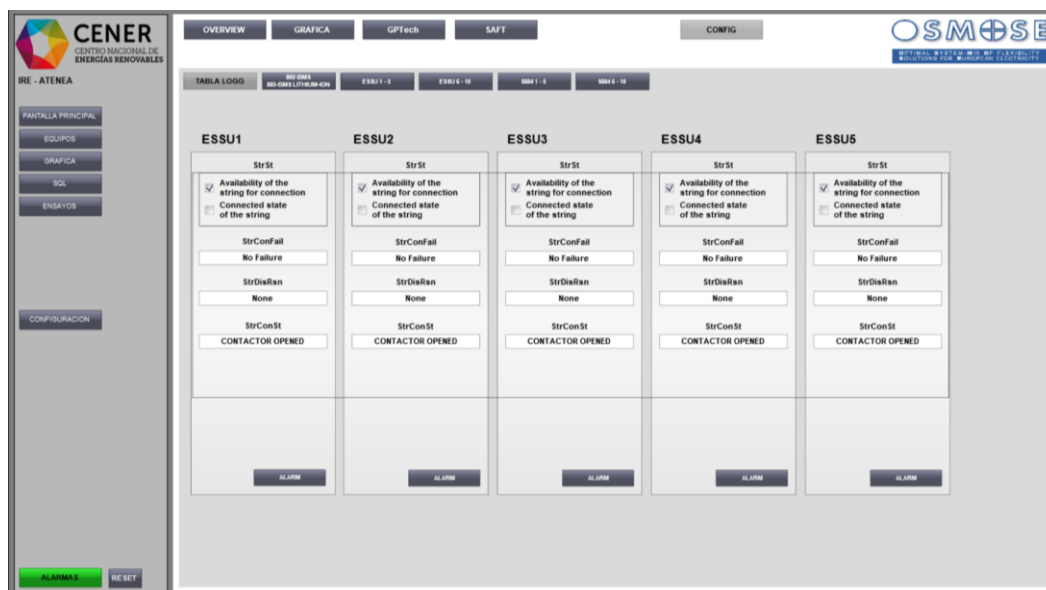 CENER
CENTRO NACIONAL DE
ENERGÍAS RENOVABLES
IRE - ATENEA
PANTALLA PRINCIPAL
EQUIPOS
GRAFICA
SQL
ENSAYOS
CONFIGURACION
ALARMAS
RESET
OVERVIEW
GRAFICA
GPTech
SAFT
CONFIG
OSMOSE
OPTIMAL SYSTEM-MIX OF FLEXIBILITY
SOLUTIONS FOR EUROPEAN ELECTRICITY
TABLA LOGG
LITHIUM-ION
ESSU 1 - 5
ESSU 6 - 10
1 - 5
6 - 10
ESSU1
StrSt
Availability of the
string for connection
Connected state
of the string
StrConFail
No Failure
StrDisRsn
None
StrConSt
CONTACTOR OPENED
ALARM
ESSU2
StrSt
Availability of the
string for connection
Connected state
of the string
StrConFail
No Failure
StrDisRsn
None
StrConSt
CONTACTOR OPENED
ALARM
ESSU3
StrSt
Availability of the
string for connection
Connected state
of the string
StrConFail
No Failure
StrDisRsn
None
StrConSt
CONTACTOR OPENED
ALARM
ESSU4
StrSt
Availability of the
string for connection
Connected state
of the string
StrConFail
No Failure
StrDisRsn
None
StrConSt
CONTACTOR OPENED
ALARM
ESSU5
StrSt
Availability of the
string for connection
Connected state
of the string
StrConFail
No Failure
StrDisRsn
None
StrConSt
CONTACTOR OPENED
ALARM